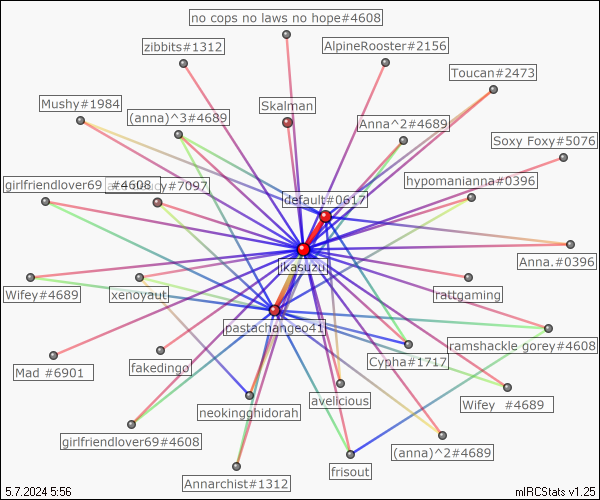 no cops no laws no hope#4608
zibbits#1312
AlpineRooster#2156
Toucan#2473
Mushy#1984
Skalman
(anna)^3#4689
Anna^2#4689
Soxy Foxy#5076
girlfriendlover69 #4608
#7097
hypomanianna#0396
default#0617
ikasuzu
Anna.#0396
Wifey#4689
xenoyaut
rattgaming
pastachangeo41
ramshackle gorey#4608
Mad #6901
fakedingo
Cypha#1717
neokingghidorah
avelicious
Wifey #4689
girlfriendlover69#4608
(anna)^2#4689
frisout
Annarchist#1312
5.7.2024 5:56
mIRCStats v1.25